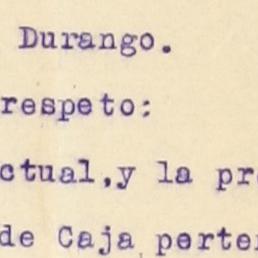 Durango.
respeto:
ctual,y la pr
de Caja perte